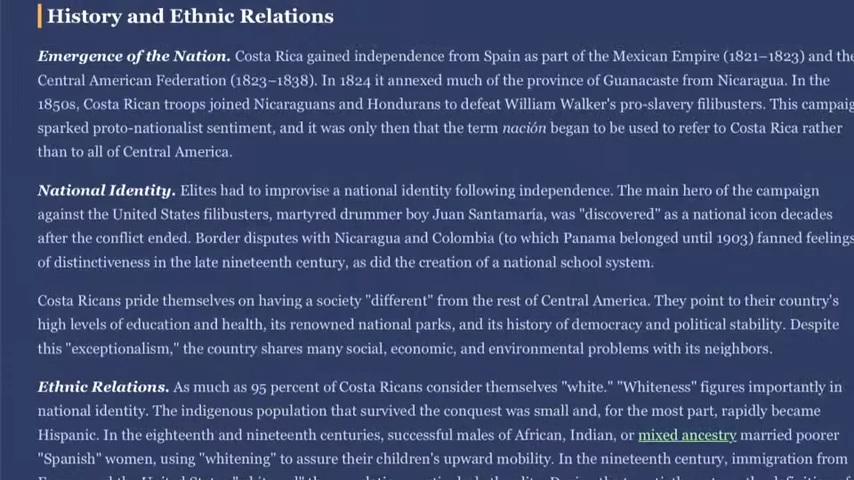 History and Ethnic Relations
Emergence of the Nation. Costa Rica gained independence from Spain as part of the Mexican Empire (1821–1823) and the
Central American Federation (1823–1838). In 1824 it annexed much of the province of Guanacaste from Nicaragua. In the
1850s, Costa Rican troops joined Nicaraguans and Hondurans to defeat William Walker's pro-slavery filibusters. This campaig
sparked proto-nationalist sentiment, and it was only then that the term nación began to be used to refer to Costa Rica rather
than to all of Central America.
National Identity. Elites had to improvise a national identity following independence. The main hero of the campaign
against the United States filibusters, martyred drummer boy Juan Santamaría, was "discovered" as a national icon decades
after the conflict ended. Border disputes with Nicaragua and Colombia (to which Panama belonged until 1903) fanned feelings
of distinctiveness in the late nineteenth century, as did the creation of a national school system.
Costa Ricans pride themselves on having a society "different" from the rest of Central America. They point to their country's
high levels of education and health, its renowned national parks, and its history of democracy and political stability. Despite
this "exceptionalism," the country shares many social, economic, and environmental problems with its neighbors.
Ethnic Relations. As much as 95 percent of Costa Ricans consider themselves "white." "Whiteness" figures importantly in
national identity. The indigenous population that survived the conquest was small and, for the most part, rapidly became
Hispanic. In the eighteenth and nineteenth centuries, successful males of African, Indian, or mixed ancestry married poorer
"Spanish" women, using "whitening" to assure their children's upward mobility. In the nineteenth century, immigration from